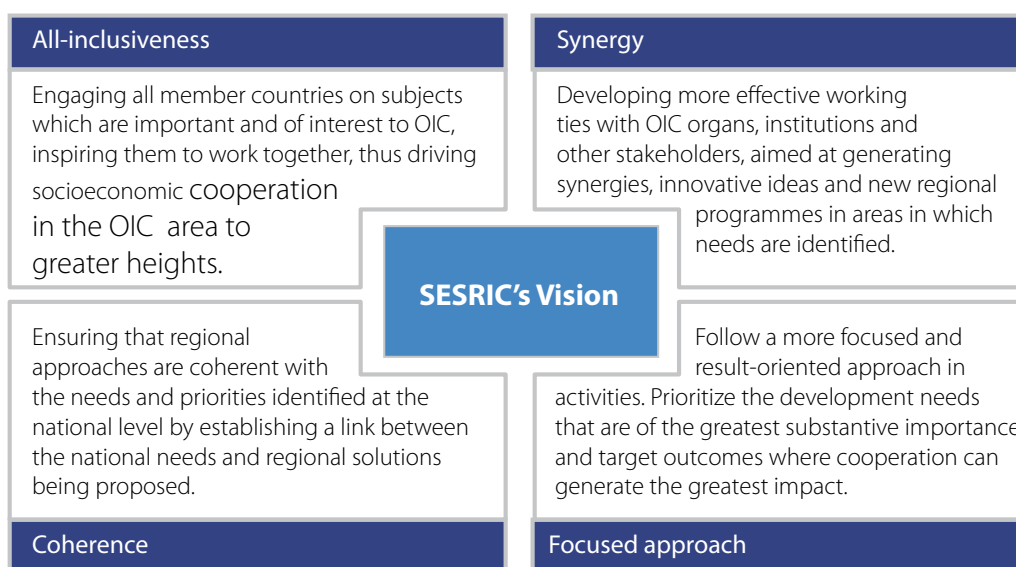 All-inclusiveness
Engaging all member countries on subjects
which are important and of interest to OIC,
inspiring them to work together, thus driving
socioeconomic cooperation
in the OIC area to
greater heights.
Synergy
Developing more effective working
ties with OIC organs, institutions and
other stakeholders, aimed at generating
synergies, innovative ideas and new regional
programmes in areas in which
needs are identified.
SESRIC’s Vision
Ensuring that regional
approaches are coherent with
the needs and priorities identified at the
national level by establishing a link between
the national needs and regional solutions
being proposed.
Coherence
Follow a more focused and
result-oriented approach in
activities. Prioritize the development needs
that are of the greatest substantive importance
and target outcomes where cooperation can
generate the greatest impact.
Focused approach